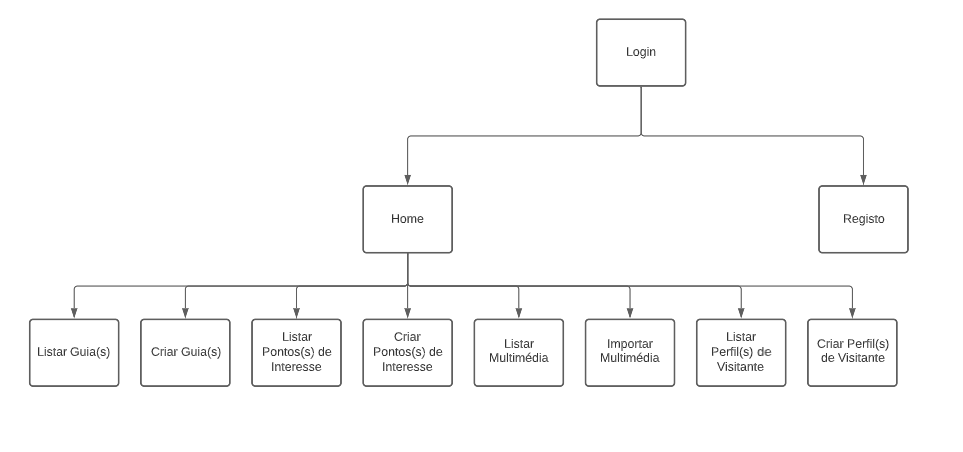 Login
Home
Registo
Listar Guia(s)
Criar Guia(s)
Listar
Pontos(s) de
Interesse
Criar
Pontos(s) de
Interesse
Listar
Multimédia
Importar
Multimédia
Listar
Perfil(s) de
Visitante
Criar Perfil(s)
de Visitante